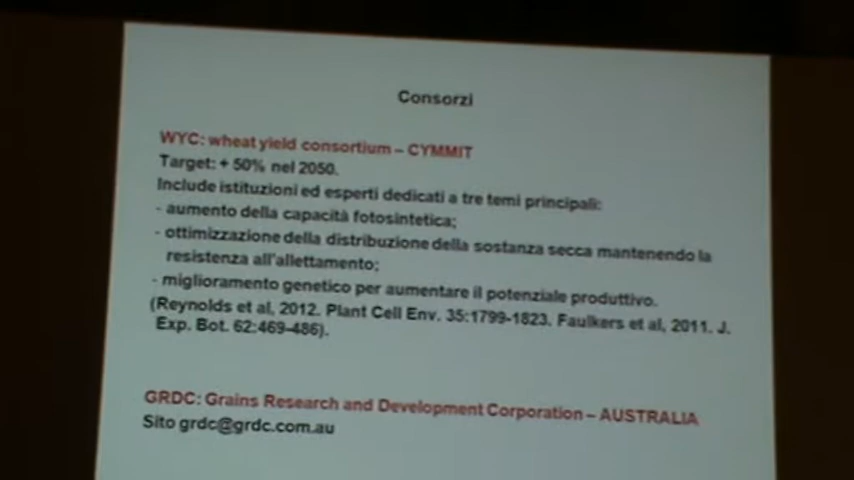 Consorzi
WYC: wheat yield consortium – CYMMIT
Target: + 50% nel 2050.
Include istituzioni ed esperti dedicati a tre temi principali:
- aumento della capacità fotosintetica;
- ottimizzazione della distribuzione della sostanza secca mantenendo la
resistenza all'allettamento;
- miglioramento genetico per aumentare il potenziale produttivo.
(Reynolds et al, 2012. Plant Cell Env. 35:1799-1823. Faulkers et al, 2011. J.
Exp. Bot. 62:469-486).
GRDC: Grains Research and Development Corporation – AUSTRALIA
Sito grdc@grdc.com.au